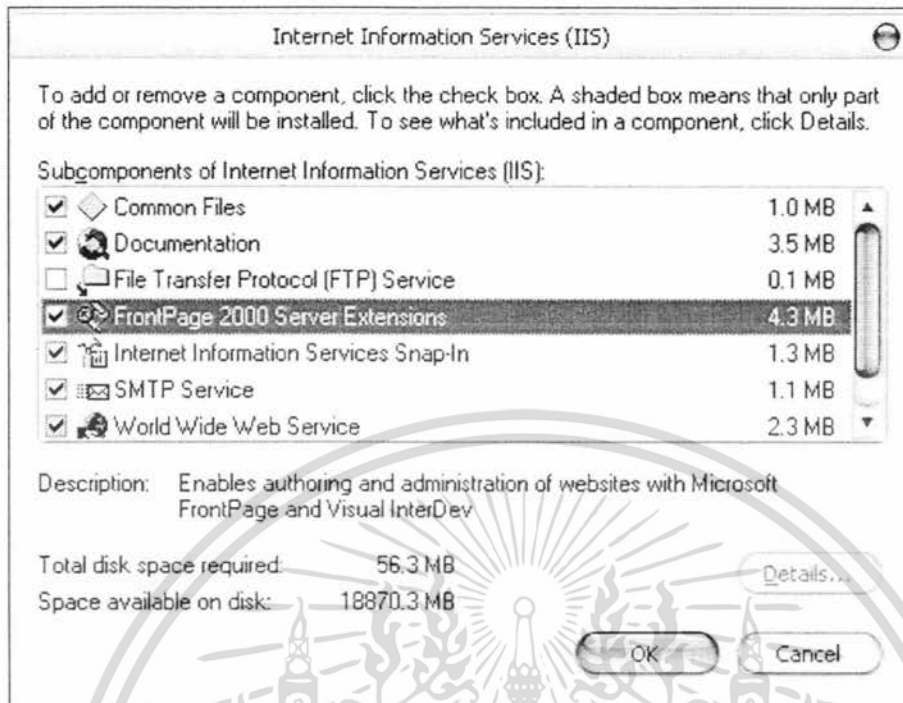 Internet Information Services (IIS)
To add or remove a component, click the check box. A shaded box means that only part
of the component will be installed. To see what's included in a component, click Details.
Subcomponents of Internet Information Services (IIS):
Common Files 1.0 MB
Documentation 3.5 MB
File Transfer Protocol (FTP) Service 0.1 MB
FrontPage 2000 Server Extensions 4.3 MB
Internet Information Services Snap-In 1.3 MB
SMTP Service 1.1 MB
World Wide Web Service 2.3 MB
Description: Enables authoring and administration of websites with Microsoft
FrontPage and Visual InterDev
Total disk space required: 56.3 MB
Space available on disk: 18870.3 MB
Details...
OK Cancel